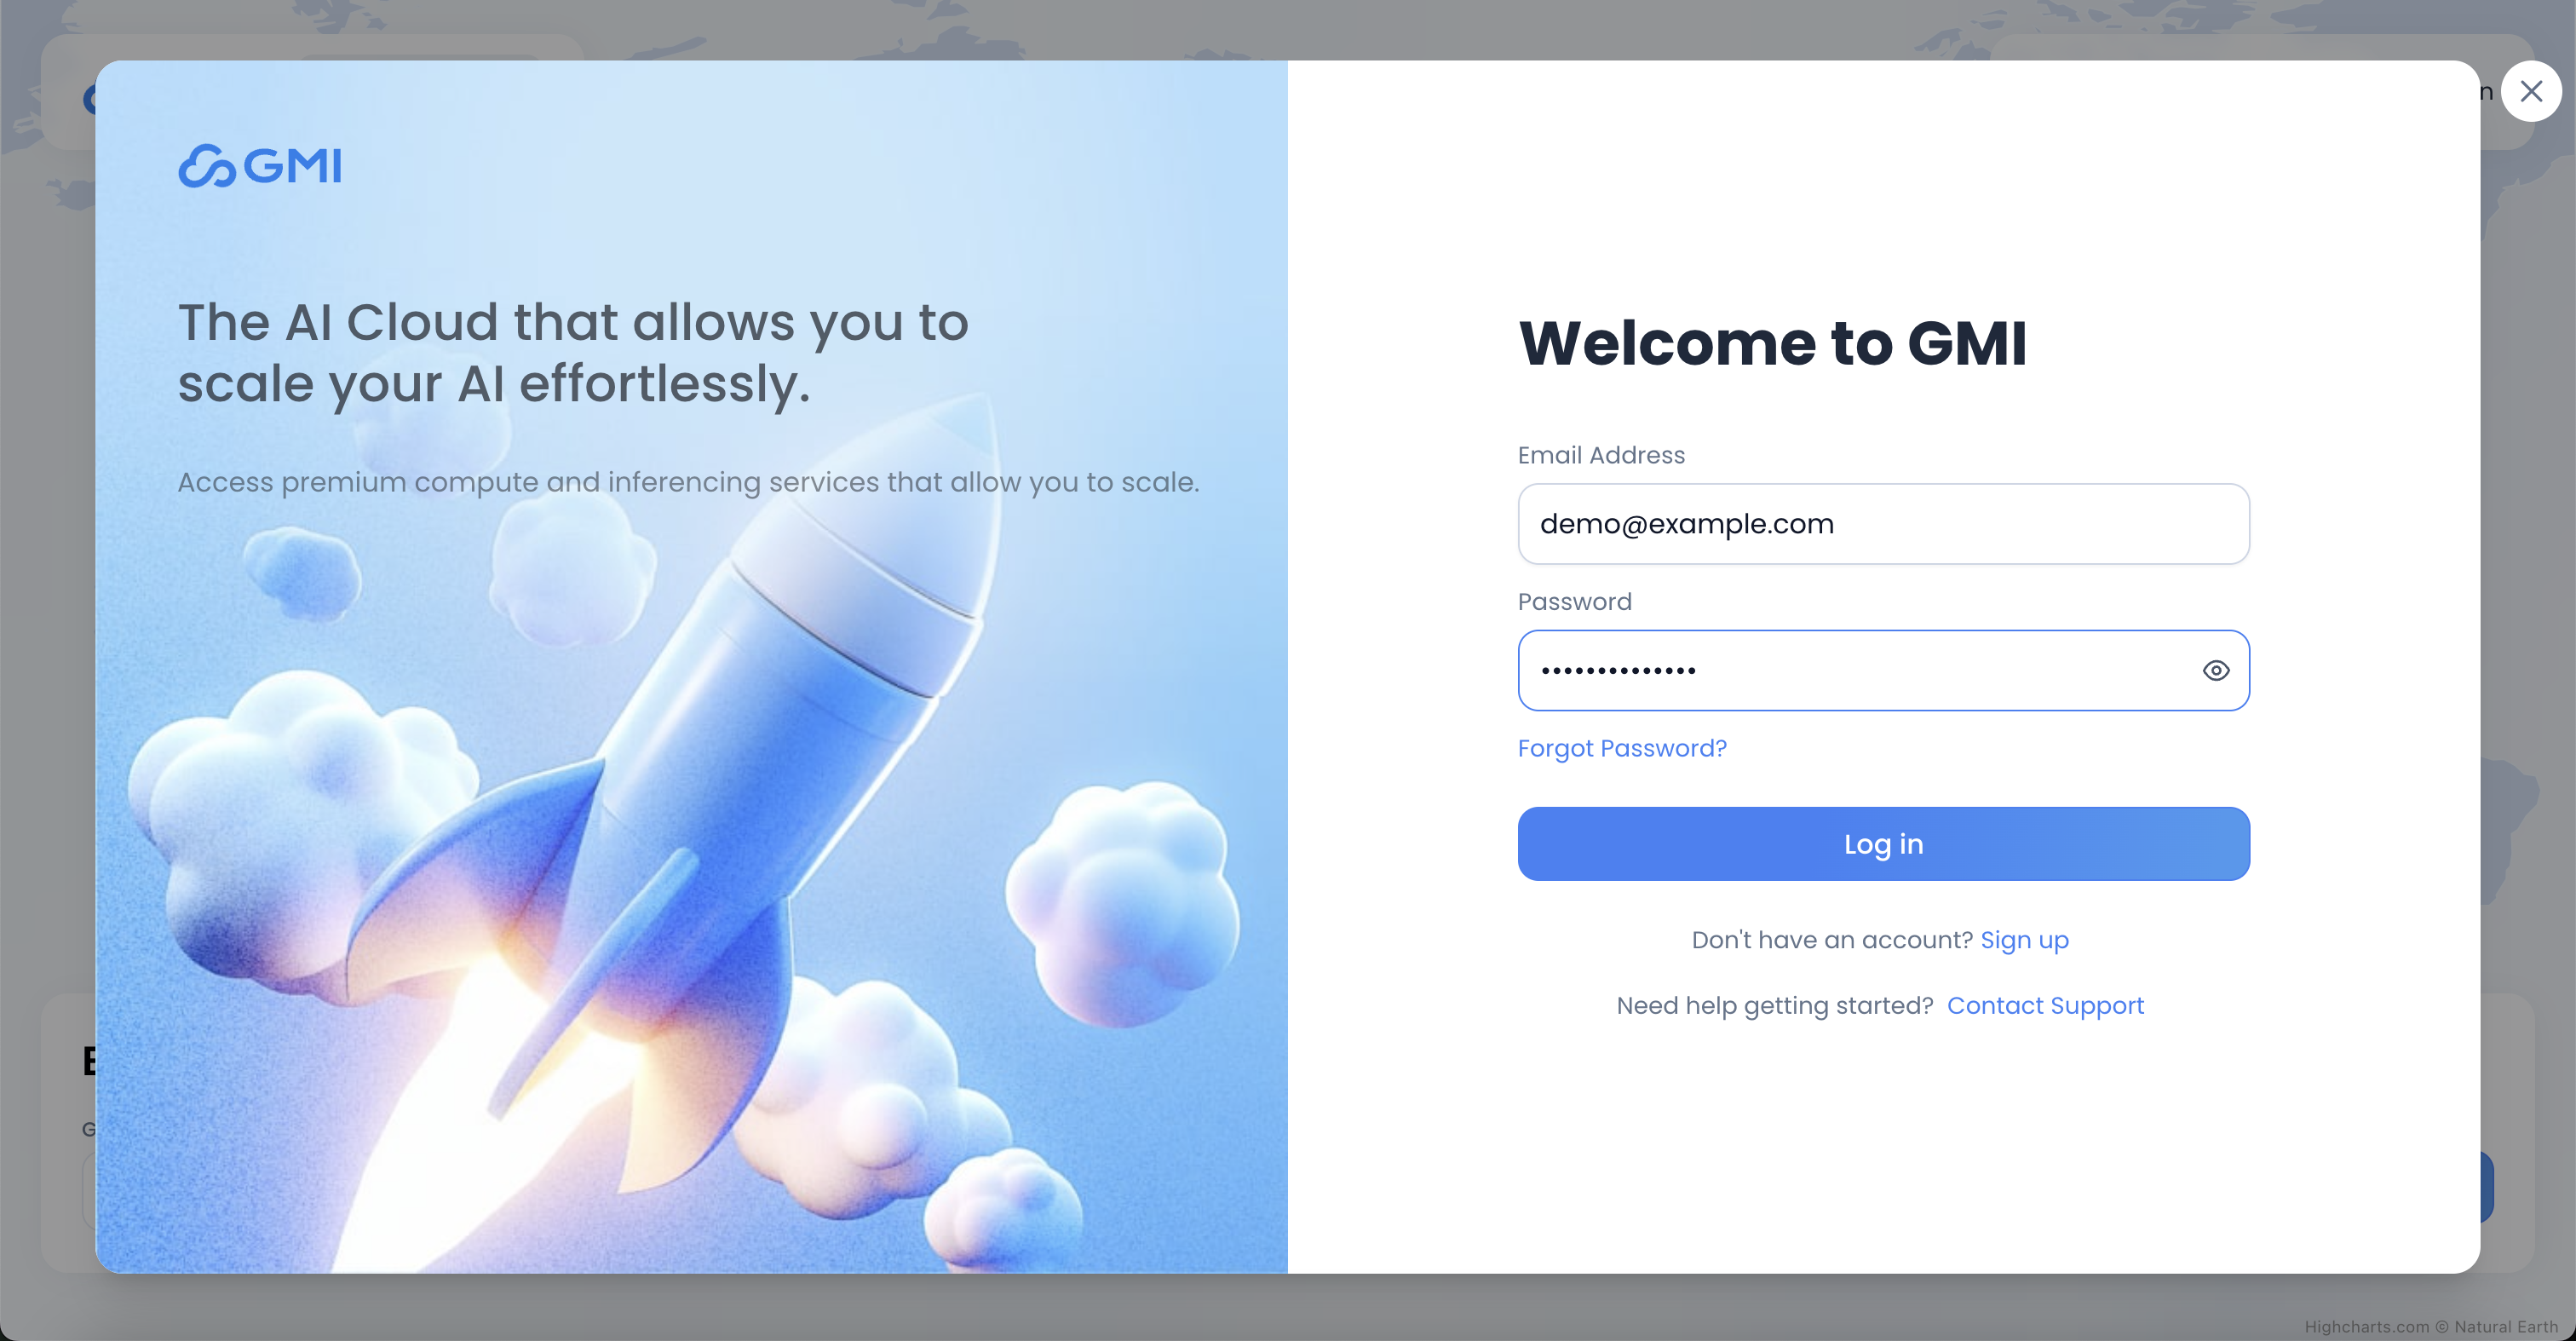 GMI
The AI Cloud that allows you to
scale your AI effortlessly.
Access premium compute and inferencing services that allow you to scale.
Welcome to GMI
Email Address
demo@example.com
Password
••••••••••••••
Forgot Password?
Log in
Don't have an account? Sign up
Need help getting started? Contact Support
Highcharts.com © Natural Earth